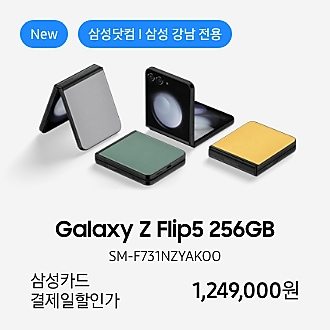 New
삼성닷컴 l 삼성 강남 전용
Galaxy Z Flip5 256GB
SM-F731NZYAKOO
삼성카드
결제일할인가
1,249,000원